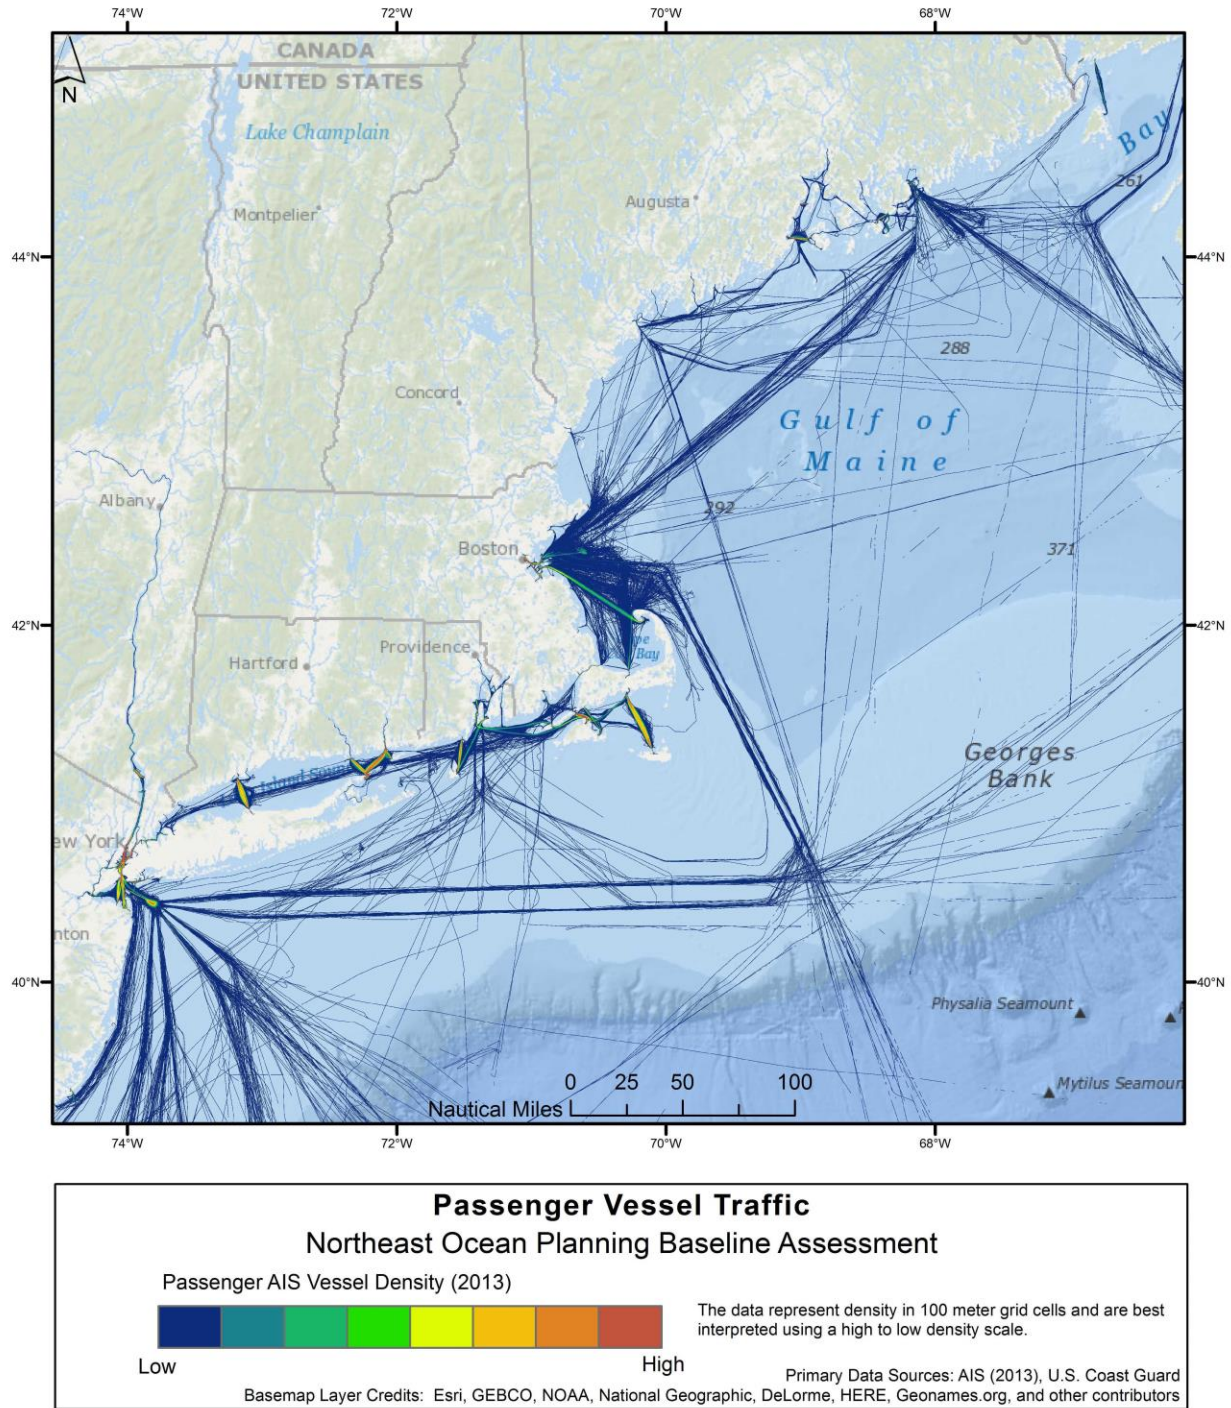 74°W 72°W 70°W 68°W
CANADA
UNITED STATES
N
Lake Champlain
Bay
261
Montpelier
Augusta
44°N 44°N
288
Concord
Gulf of
Maine
Albany
292
Boston
371
42°N 42°N
Providence
Bay
Hartford
Georges
Bank
Island Sound
ew York
nton
40°N 40°N
Physalia Seamount
Mytilus Seamoun
0 25 50 100
Nautical Miles
74°W 72°W 70°W 68°W
Passenger Vessel Traffic
Northeast Ocean Planning Baseline Assessment
Passenger AIS Vessel Density (2013)
The data represent density in 100 meter grid cells and are best
interpreted using a high to low density scale.
Low High
Primary Data Sources: AIS (2013), U.S. Coast Guard
Basemap Layer Credits: Esri, GEBCO, NOAA, National Geographic, DeLorme, HERE, Geonames.org, and other contributors